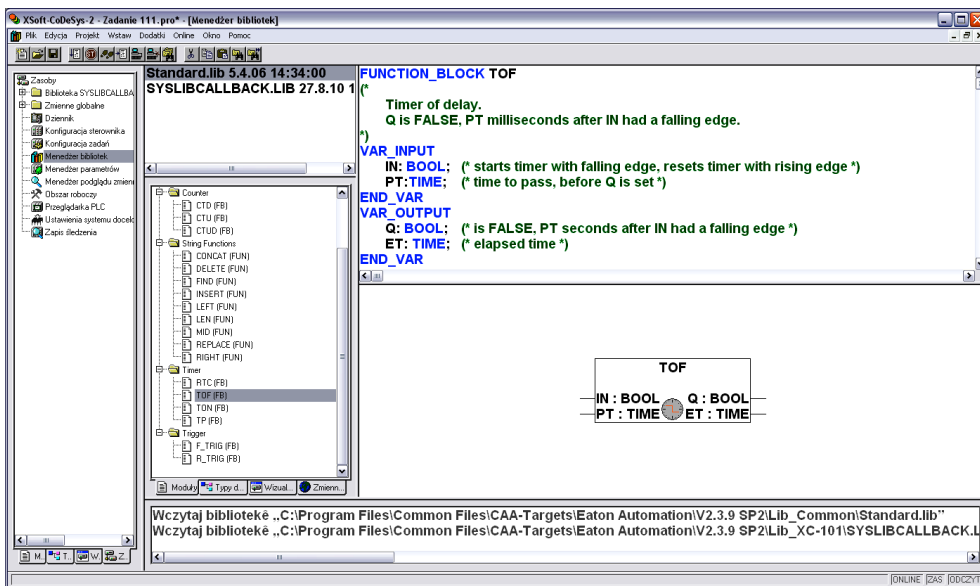 XSoft-CoDeSys-2 - Zadanie 111.pro* - [Menedżer bibliotek]
Plik Edycja Projekt Wstaw Dodatki Online Okno Pomoc
Zasoby
Biblioteka SYSLIBCALLBA
Zmienne globalne
Dziennik
Konfiguracja sterownika
Konfiguracja zadań
Menedżer bibliotek
Menedżer parametrów
Menedżer podglądu zmienn
Obszar roboczy
Przeglądarka PLC
Ustawienia systemu docelo
Zapis śledzenia
M... T... W Z...
Standard.lib 5.4.06 14:34:00
SYSLIBCALLBACK.LIB 27.8.10 1
Counter
CTD (FB)
CTU (FB)
CTUD (FB)
String Functions
CONCAT (FUN)
DELETE (FUN)
FIND (FUN)
INSERT (FUN)
LEFT (FUN)
LEN (FUN)
MID (FUN)
REPLACE (FUN)
RIGHT (FUN)
Timer
RTC (FB)
TOF (FB)
TON (FB)
TP (FB)
Trigger
F_TRIG (FB)
R_TRIG (FB)
Moduły Typy d... Wizual... Zmienn...
FUNCTION_BLOCK TOF
(*
Timer of delay.
Q is FALSE, PT milliseconds after IN had a falling edge.
*)
VAR_INPUT
IN: BOOL; (* starts timer with falling edge, resets timer with rising edge *)
PT:TIME; (* time to pass, before Q is set *)
END_VAR
VAR_OUTPUT
Q: BOOL; (* is FALSE, PT seconds after IN had a falling edge *)
ET: TIME; (* elapsed time *)
END_VAR
TOF
IN : BOOL Q : BOOL
PT : TIME ET : TIME
Wczytaj bibliotekê „C:\Program Files\Common Files\CAA-Targets\Eaton Automation\V2.3.9 SP2\Lib_Common\Standard.lib”
Wczytaj bibliotekê „C:\Program Files\Common Files\CAA-Targets\Eaton Automation\V2.3.9 SP2\Lib_XC-101\SYSLIBCALLBACK.L
ONLINE ZAS ODCZYT